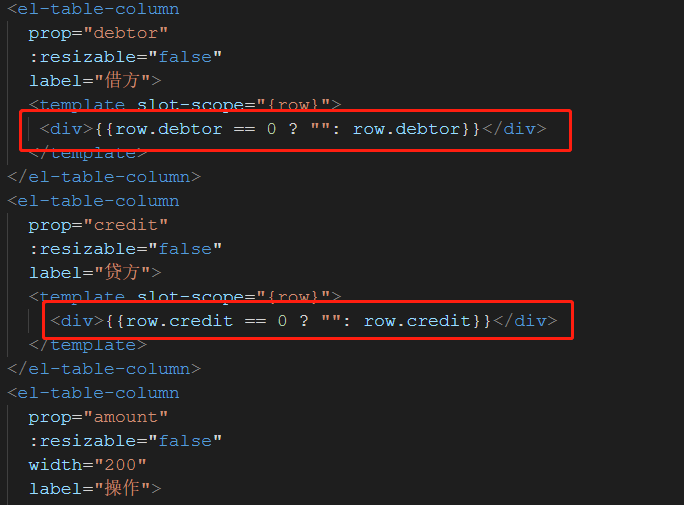 <el-table-column
prop="debtor"
:resizable="false"
label="借方">
<template slot-scope="{row}">
<div>{{row.debtor == 0 ? "": row.debtor}}</div>
</template>
</el-table-column>
<el-table-column
prop="credit"
:resizable="false"
label="贷方">
<template slot-scope="{row}">
<div>{{row.credit == 0 ? "": row.credit}}</div>
</template>
</el-table-column>
<el-table-column
prop="amount"
:resizable="false"
width="200"
label="操作">